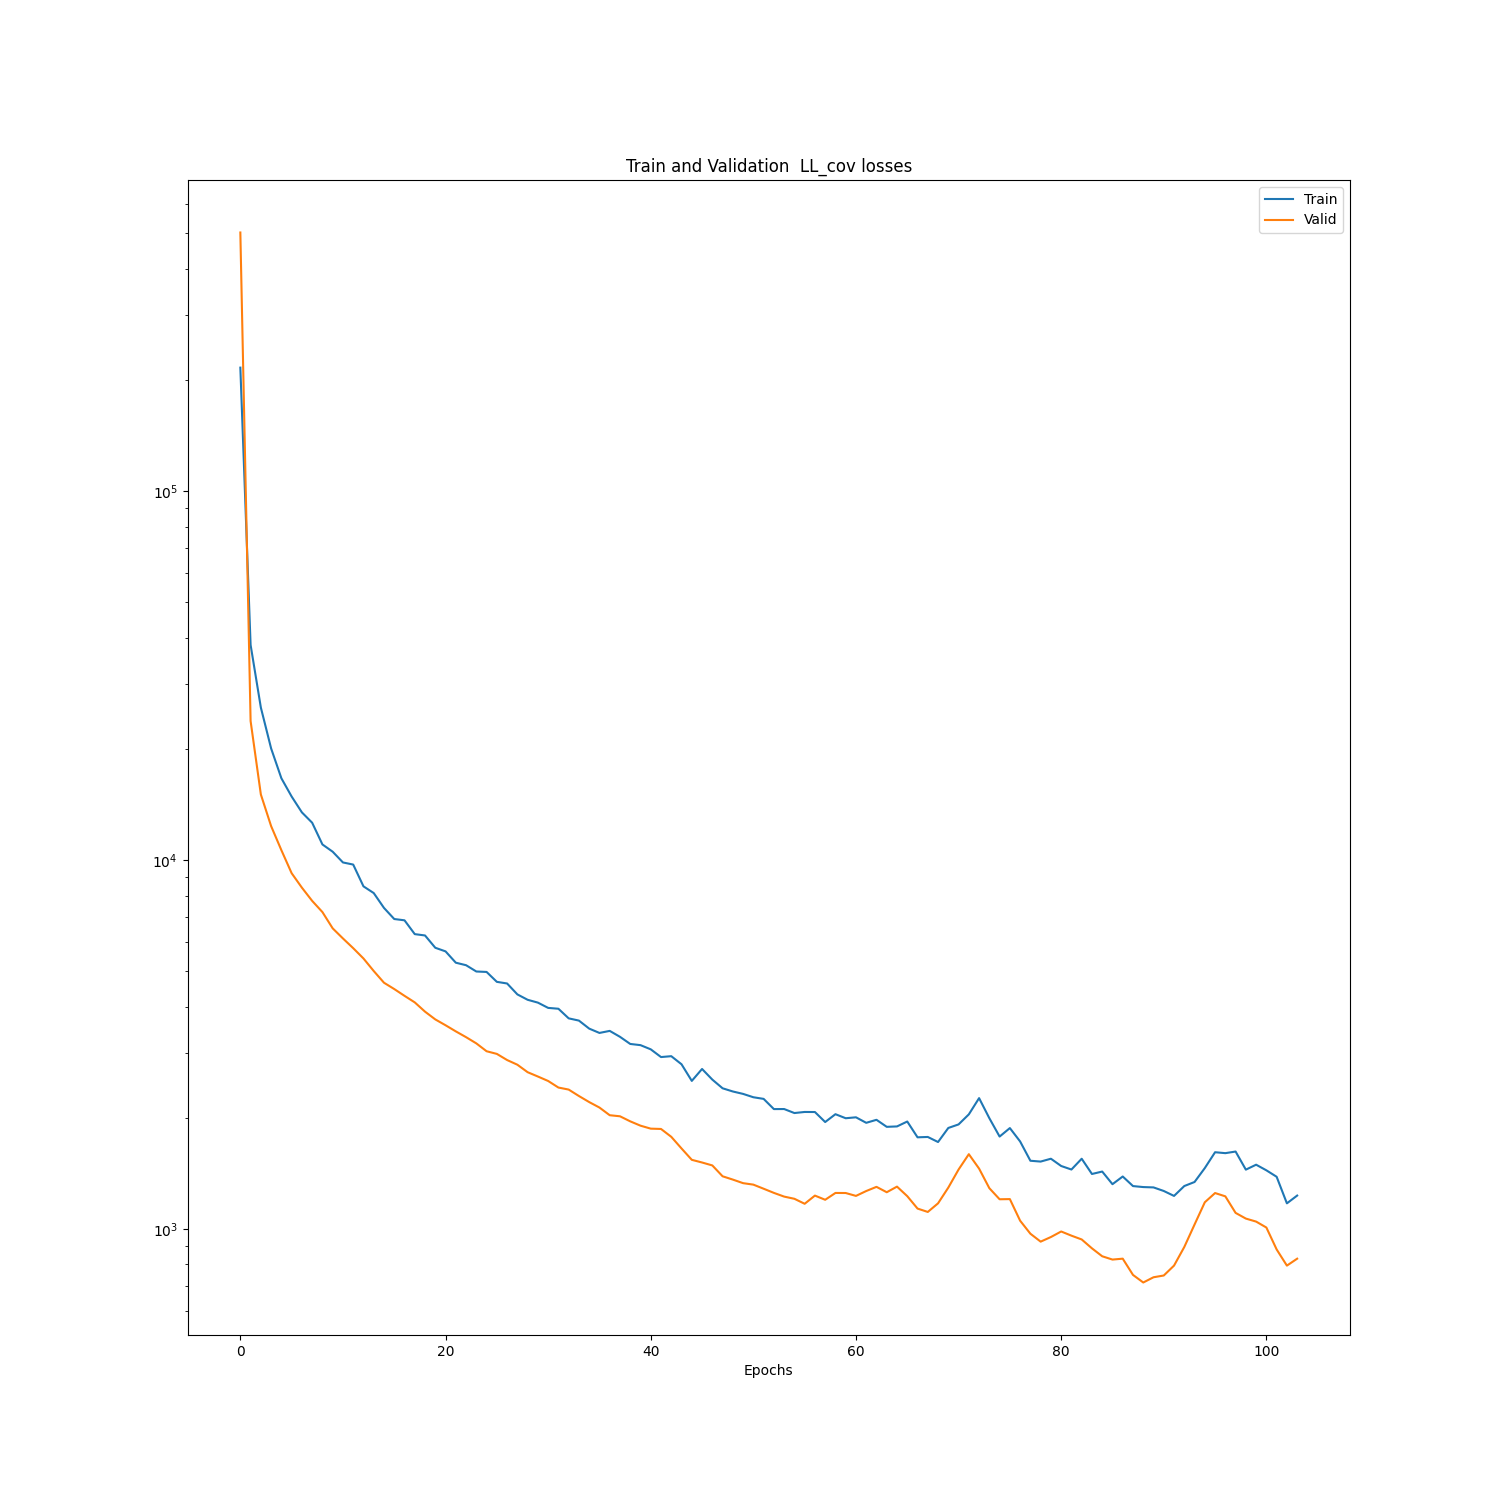 Train and Validation  LL_cov losses
Train
Valid
10^5
10^4
10^3
0 20 40 60 80 100
Epochs